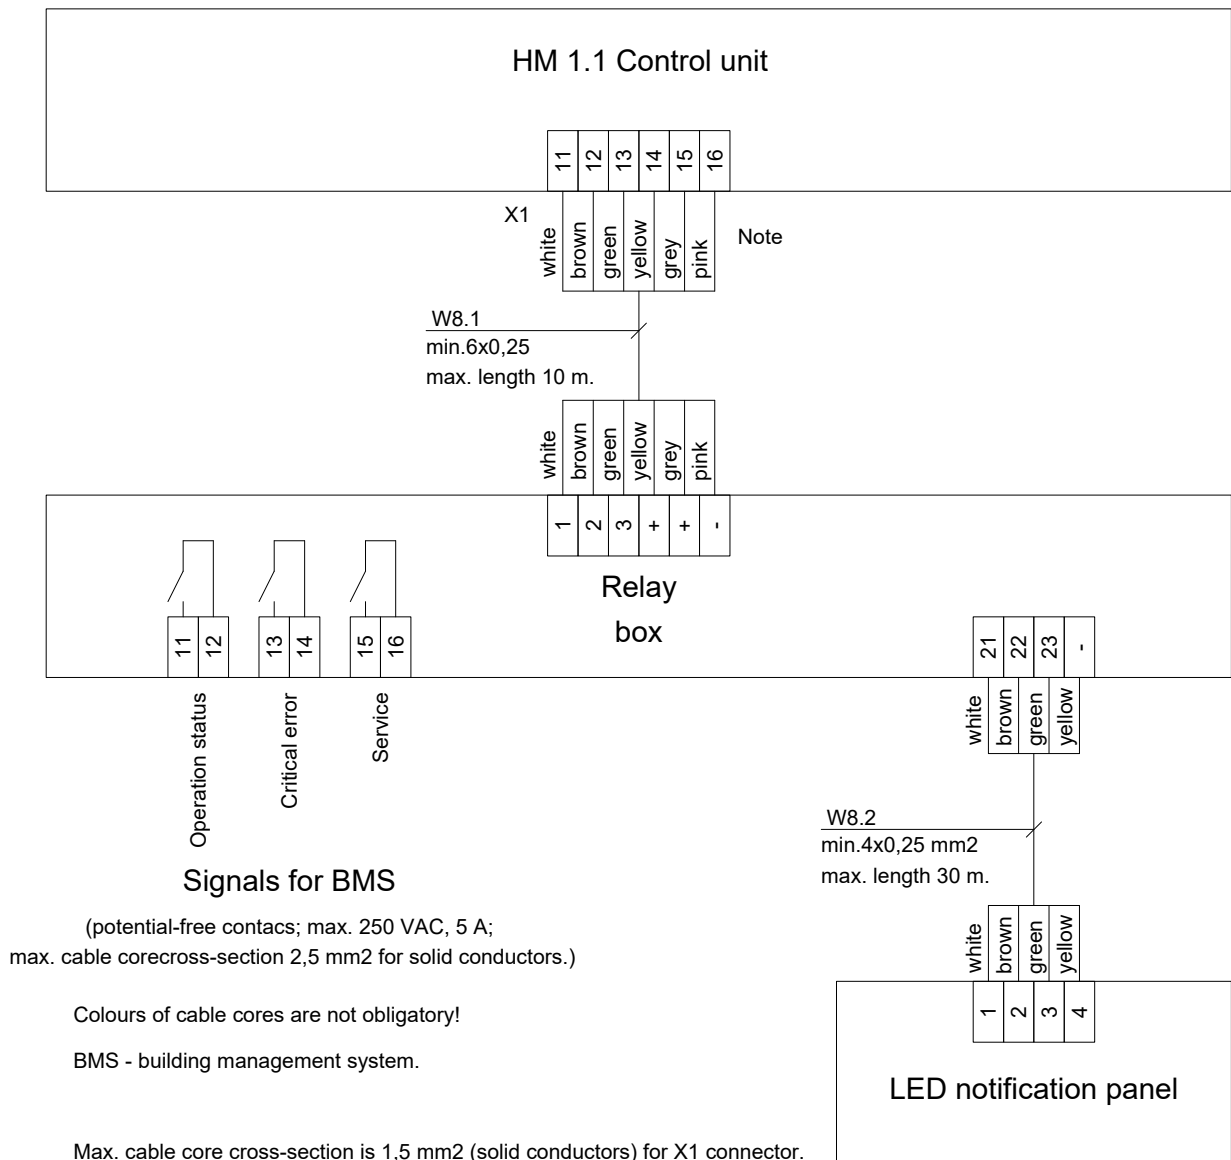 HM 1.1 Control unit
11 12 13 14 15 16
X1
white brown green yellow grey pink
Note
W8.1
min.6x0,25
max. length 10 m.
white brown green yellow grey pink
1 2 3 + + -
Relay
box
11 12 13 14 15 16
21 22 23 -
Operation status
Critical error
Service
white brown green yellow
W8.2
min.4x0,25 mm2
max. length 30 m.
Signals for BMS
(potential-free contacs; max. 250 VAC, 5 A;
max. cable corecross-section 2,5 mm2 for solid conductors.)
white brown green yellow
1 2 3 4
LED notification panel
Colours of cable cores are not obligatory!
BMS - building management system.
Max. cable core cross-section is 1,5 mm2 (solid conductors) for X1 connector.